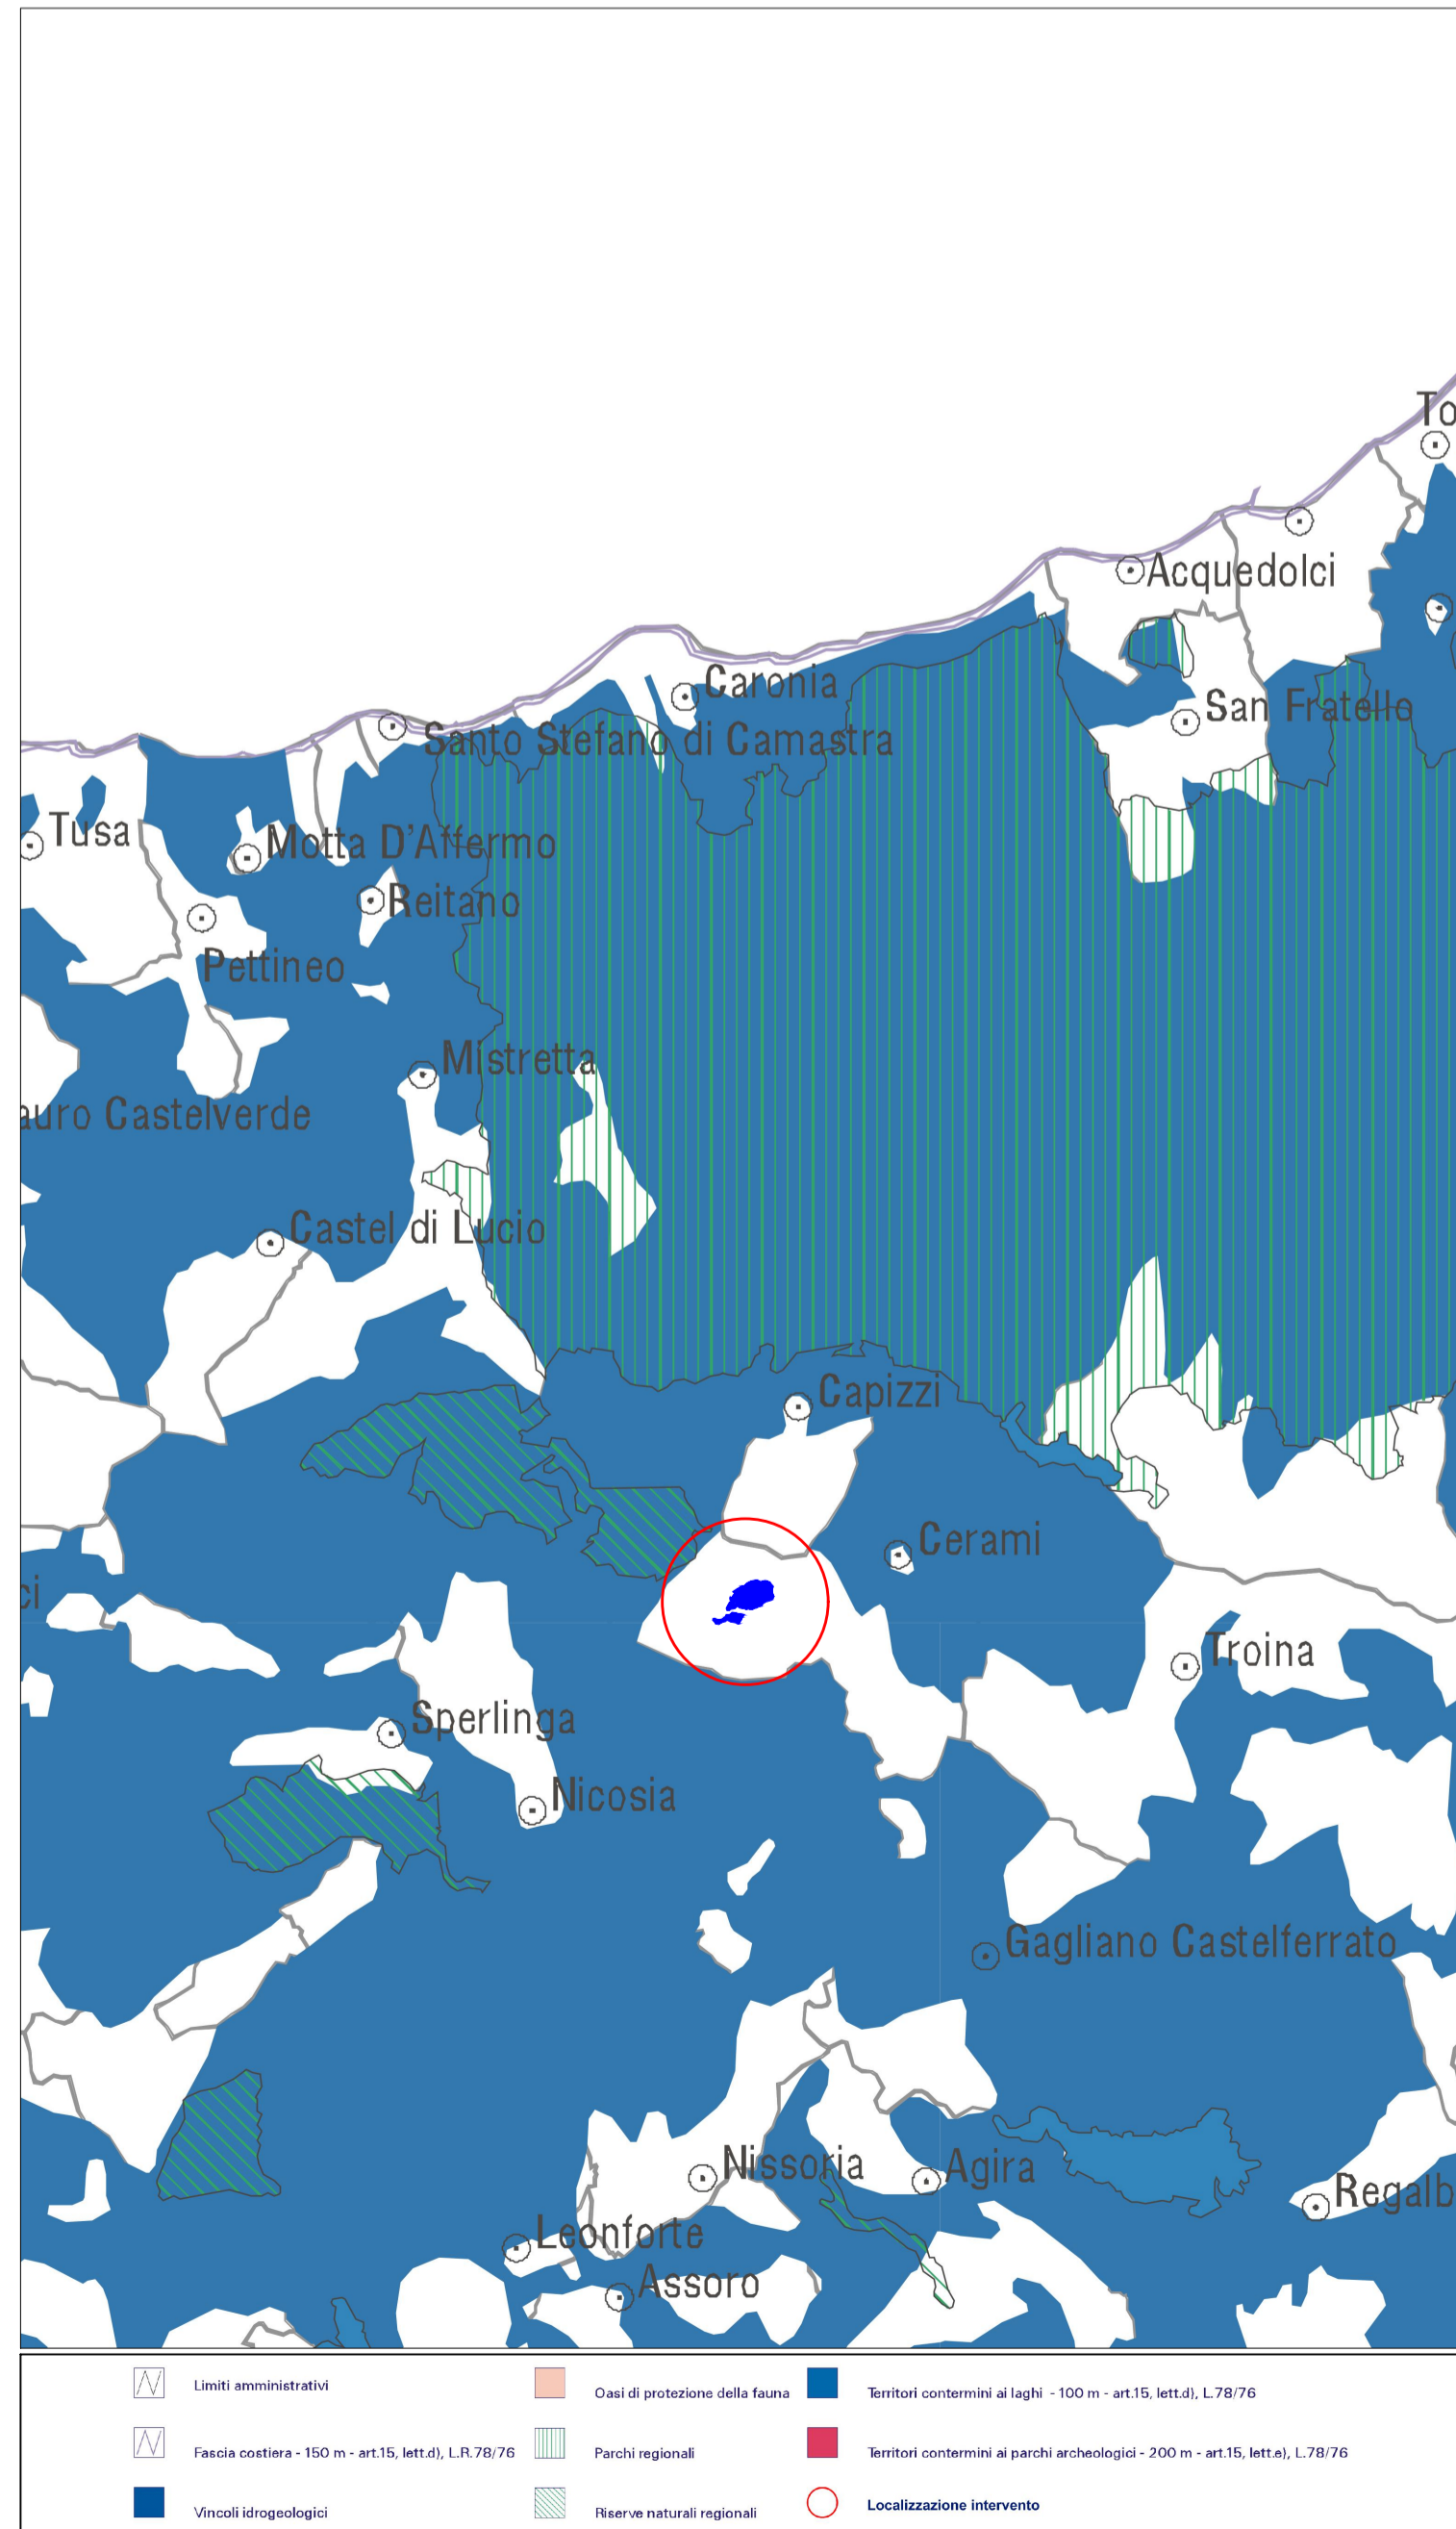 To
Acquedolci
Caronia
San Fratello
Santo Stefano di Camastra
Tusa
Motta D'Affermo
Reitano
Pettineo
Mistretta
auro Castelverde
Castel di Lucio
Capizzi
Cerami
ci
Troina
Sperlinga
Nicosia
Gagliano Castelferrato
Nissoria
Agira
Regalb
Leonforte
Assoro
Limiti amministrativi
Oasi di protezione della fauna
Territori contermini ai laghi - 100 m - art.15, lett.d), L.78/76
Fascia costiera - 150 m - art.15, lett.d), L.R.78/76
Parchi regionali
Territori contermini ai parchi archeologici - 200 m - art.15, lett.e), L.78/76
Vincoli idrogeologici
Riserve naturali regionali
Localizzazione intervento